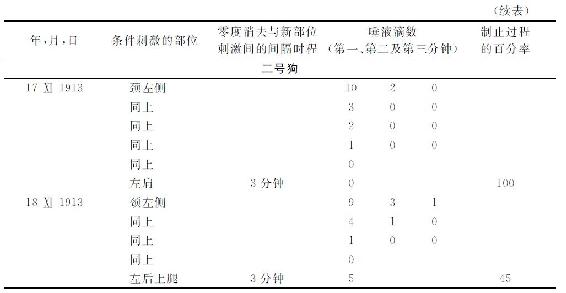 (续表)
年,月,日 条件刺激的部位 零度消失与新部位刺激间的间隔时程 唾液滴数(第一、第二及第三分钟) 制止过程的百分率
二号狗
17 Ⅺ 1913 颈左侧 10 2 0
同上 3 0 0
同上 2 0 0
同上 1 0 0
同上 0
左肩 3分钟 0 100
18 Ⅺ 1913 颈左侧 9 3 1
同上 4 1 0
同上 1 0 0
同上 0
左后上腿 3分钟 5 45